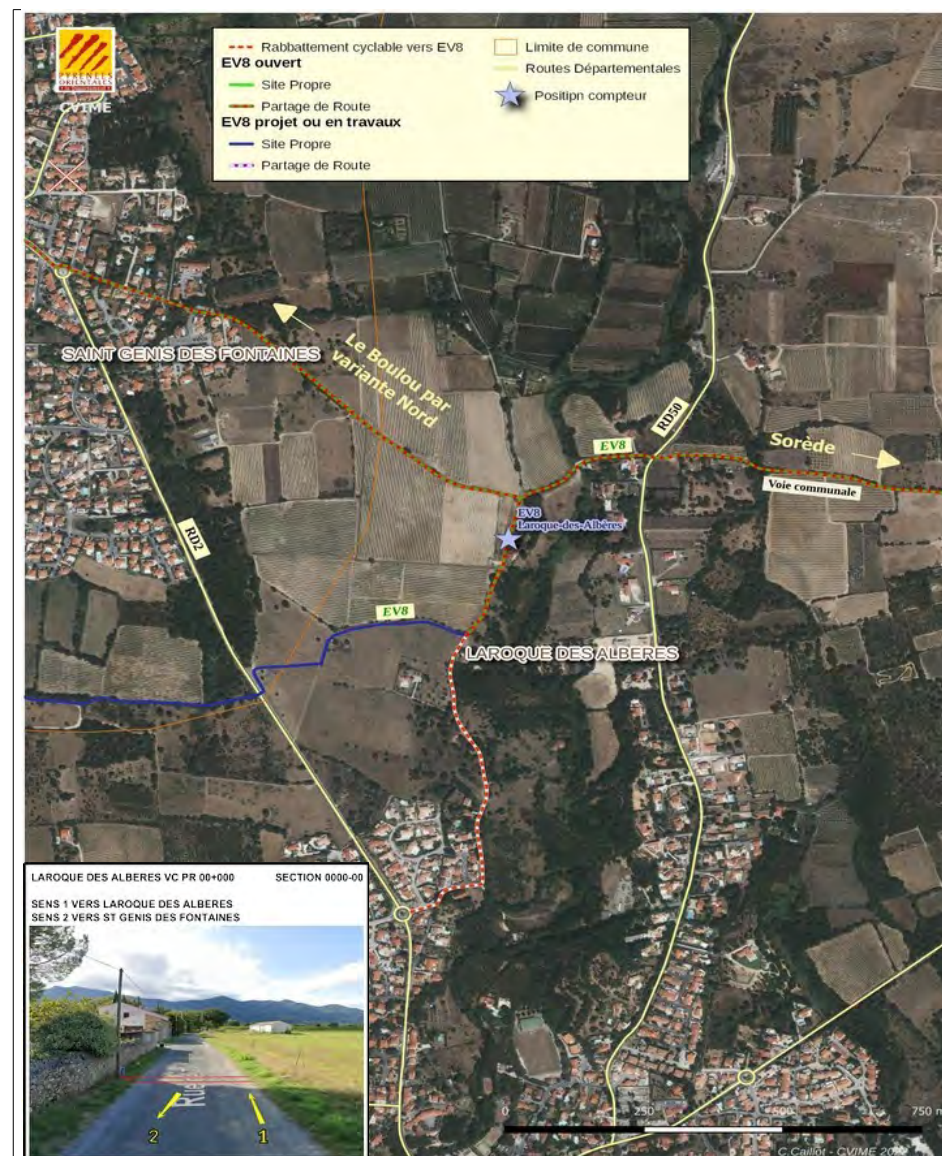 PYRENEES
ORIENTALES
CVIME
Rabbattement cyclable vers EV8
EV8 ouvert
Site Propre
Partage de Route
EV8 projet ou en travaux
Site Propre
Partage de Route
Limite de commune
Routes Départementales
Positipn compteur
SAINT GENIS DES FONTAINES
Le Boulou par
variante Nord
RD50
EV8
Sorède
Voie communale
EV8
Laroque-des-Albères
RD2
EV8
LAROQUE DES ALBERES
LAROQUE DES ALBERES VC PR 00+000 SECTION 0000-00
SENS 1 VERS LAROQUE DES ALBERES
SENS 2 VERS ST GENIS DES FONTAINES
2 1
0 250 500 750 m
C.Cailliot - CVIME